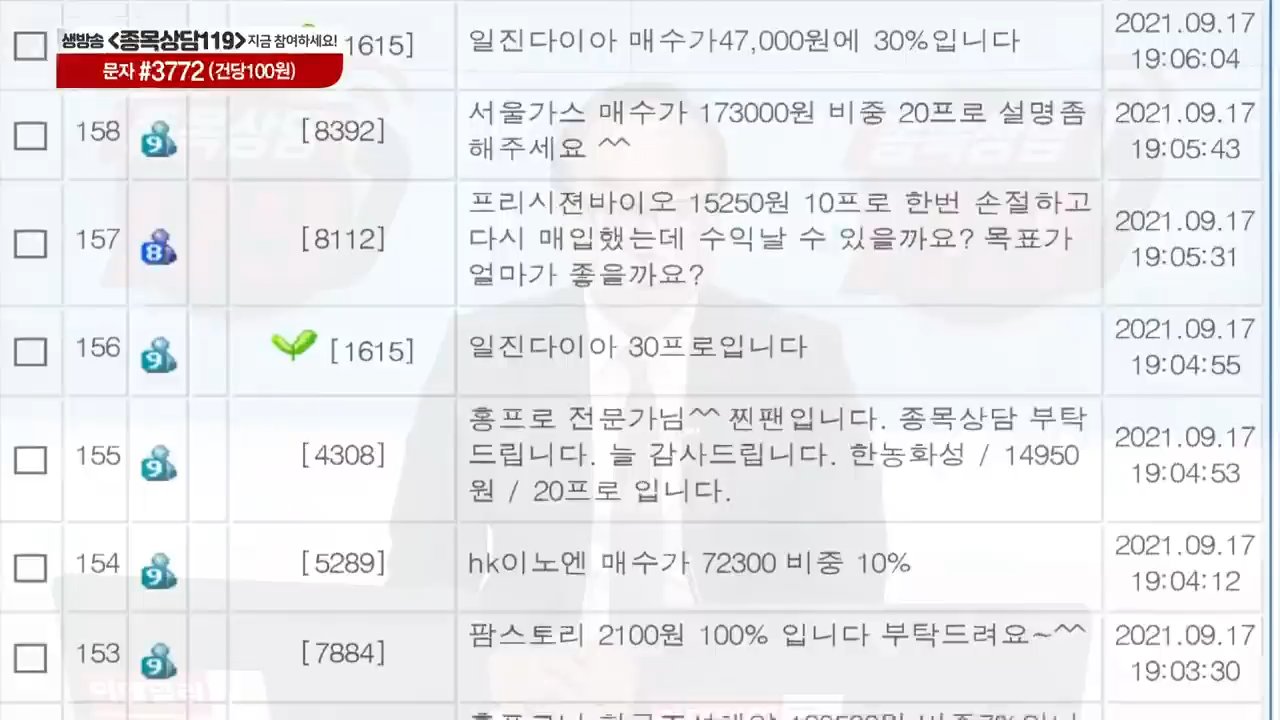 생방송 <종목상담119> 지금 참여하세요!
문자 #3772 (건당100원)
1615]
일진다이아 매수가47,000원에 30%입니다
2021.09.17
19:06:04
158
9
[8392]
서울가스 매수가 173000원 비중 20프로 설명좀
해주세요 ^^
2021.09.17
19:05:43
157
8
[8112]
프리시젼바이오 15250원 10프로 한번 손절하고
다시 매입했는데 수익날 수 있을까요? 목표가
얼마가 좋을까요?
2021.09.17
19:05:31
156
9
[1615]
일진다이아 30프로입니다
2021.09.17
19:04:55
155
9
[4308]
홍프로 전문가님^^ 찐팬입니다. 종목상담 부탁
드립니다. 늘 감사드립니다. 한농화성 / 14950
원 / 20프로 입니다.
2021.09.17
19:04:53
154
9
[5289]
hk이노엔 매수가 72300 비중 10%
2021.09.17
19:04:12
153
9
[7884]
팜스토리 2100원 100% 입니다 부탁드려요~^^
2021.09.17
19:03:30